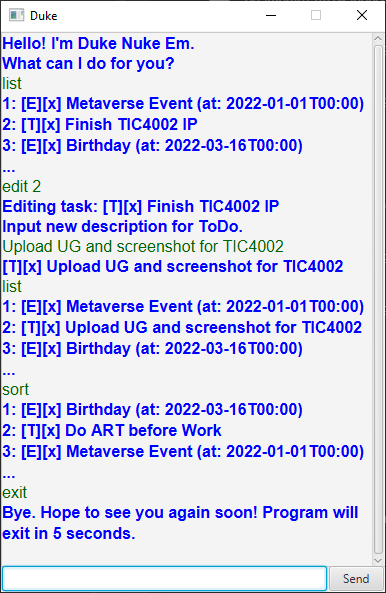 Duke
Hello! I'm Duke Nuke Em.
What can I do for you?
list
1: [E][x] Metaverse Event (at: 2022-01-01T00:00)
2: [T][x] Finish TIC4002 IP
3: [E][x] Birthday (at: 2022-03-16T00:00)
...
edit 2
Editing task: [T][x] Finish TIC4002 IP
Input new description for ToDo.
Upload UG and screenshot for TIC4002
[T][x] Upload UG and screenshot for TIC4002
list
1: [E][x] Metaverse Event (at: 2022-01-01T00:00)
2: [T][x] Upload UG and screenshot for TIC4002
3: [E][x] Birthday (at: 2022-03-16T00:00)
...
sort
1: [E][x] Birthday (at: 2022-03-16T00:00)
2: [T][x] Do ART before Work
3: [E][x] Metaverse Event (at: 2022-01-01T00:00)
...
exit
Bye. Hope to see you again soon! Program will
exit in 5 seconds.
Send